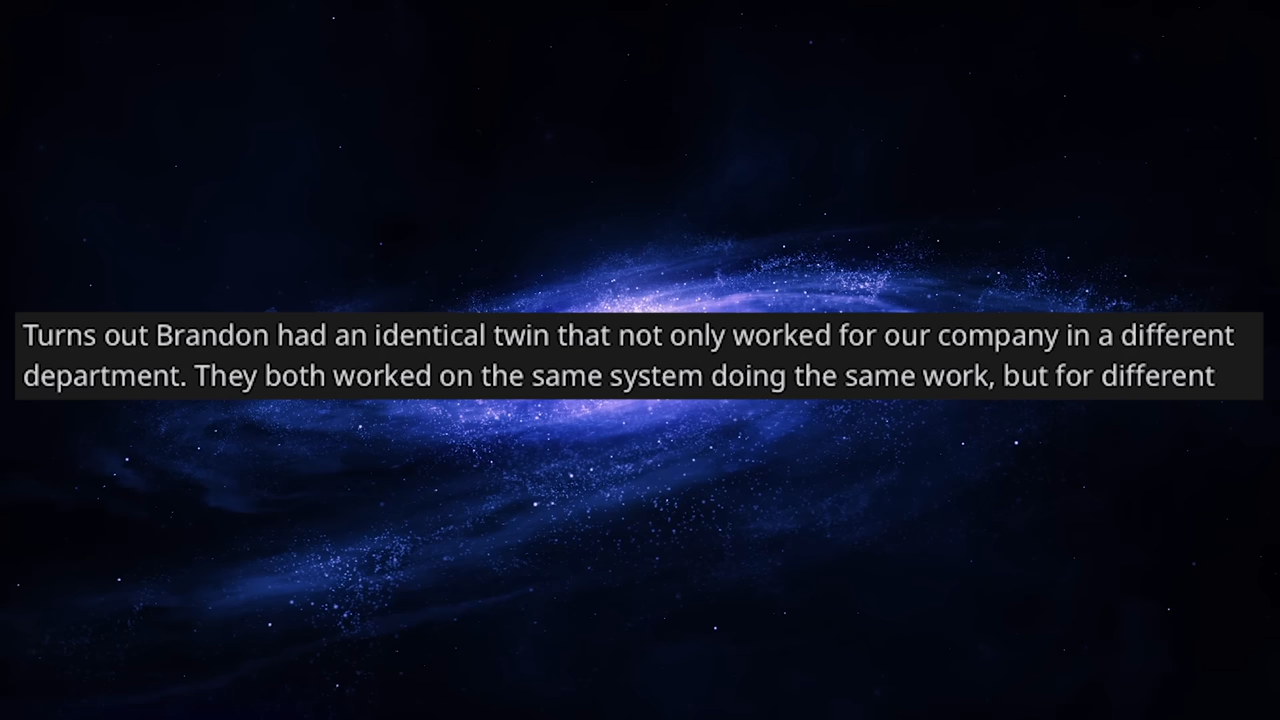 Turns out Brandon had an identical twin that not only worked for our company in a different
department. They both worked on the same system doing the same work, but for different